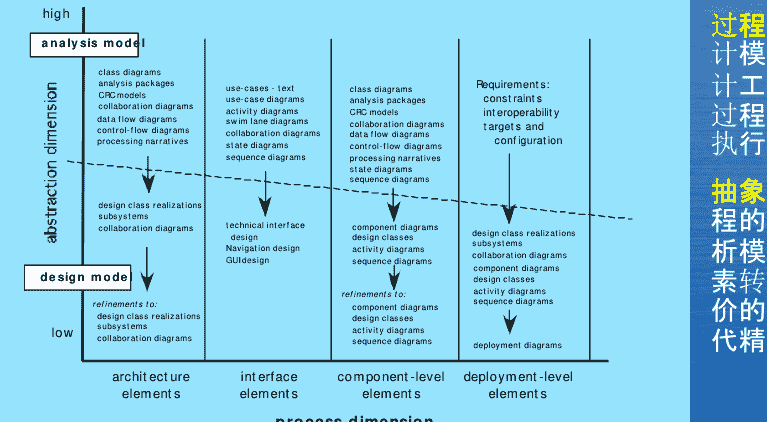 high
analysis model
class diagrams
analysis packages
CRC models
collaboration diagrams
data flow diagrams
control-flow diagrams
processing narratives
use-cases - text
use-case diagrams
activity diagrams
swim lane diagrams
collaboration diagrams
state diagrams
sequence diagrams
class diagrams
analysis packages
CRC models
collaboration diagrams
data flow diagrams
control-flow diagrams
processing narratives
state diagrams
sequence diagrams
Requirements:
constraints
interoperability
targets and
configuration
abstraction dimension
design class realizations
subsystems
collaboration diagrams
technical interface
design
Navigation design
GUI design
component diagrams
design classes
activity diagrams
sequence diagrams
design class realizations
subsystems
collaboration diagrams
component diagrams
design classes
activity diagrams
sequence diagrams
design model
refinements to:
design class realizations
subsystems
collaboration diagrams
refinements to:
component diagrams
design classes
activity diagrams
sequence diagrams
deployment diagrams
low
architecture
elements
interface
elements
component-level
elements
deployment-level
elements
process dimension
过程
计模
计工
过程
执行
抽象
程的
析模
素转
价的
代精